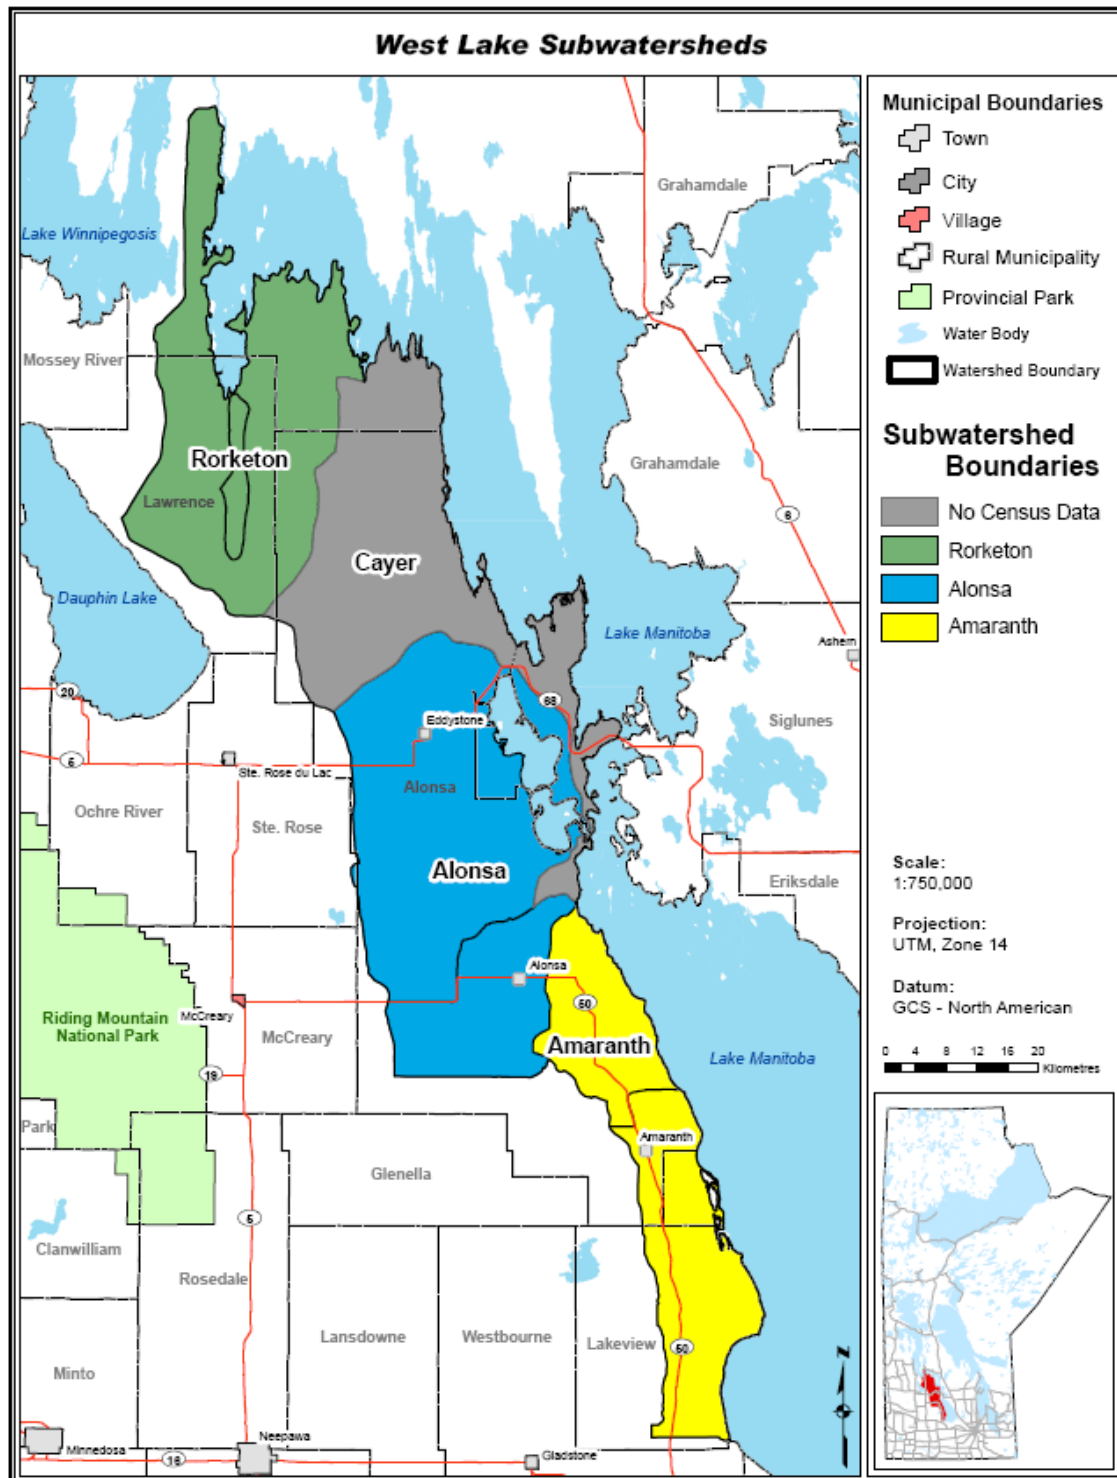 West Lake Subwatersheds
Municipal Boundaries
Town
City
Village
Rural Municipality
Provincial Park
Water Body
Watershed Boundary
Subwatershed
Boundaries
No Census Data
Rorketon
Alonsa
Amaranth
Scale:
1:750,000
Projection:
UTM, Zone 14
Datum:
GCS - North American
0 4 8 12 16 20
Kilometres
N
Grahamdale
Lake Winnipegosis
Mossey River
Rorketon
Lawrence
Grahamdale
6
Cayer
Dauphin Lake
Lake Manitoba
Ashern
20
68
Eddystone
Siglunes
5
Ste. Rose du Lac
Alonsa
Ochre River
Ste. Rose
Alonsa
Eriksdale
Alonsa
50
McCreary
Riding Mountain
National Park
McCreary
Amaranth
Lake Manitoba
19
Park
Amaranth
Glenella
5
Clanwilliam
Rosedale
Lansdowne
Westbourne
Lakeview
50
Minto
Neepawa
Minnedosa
16
Gladstone